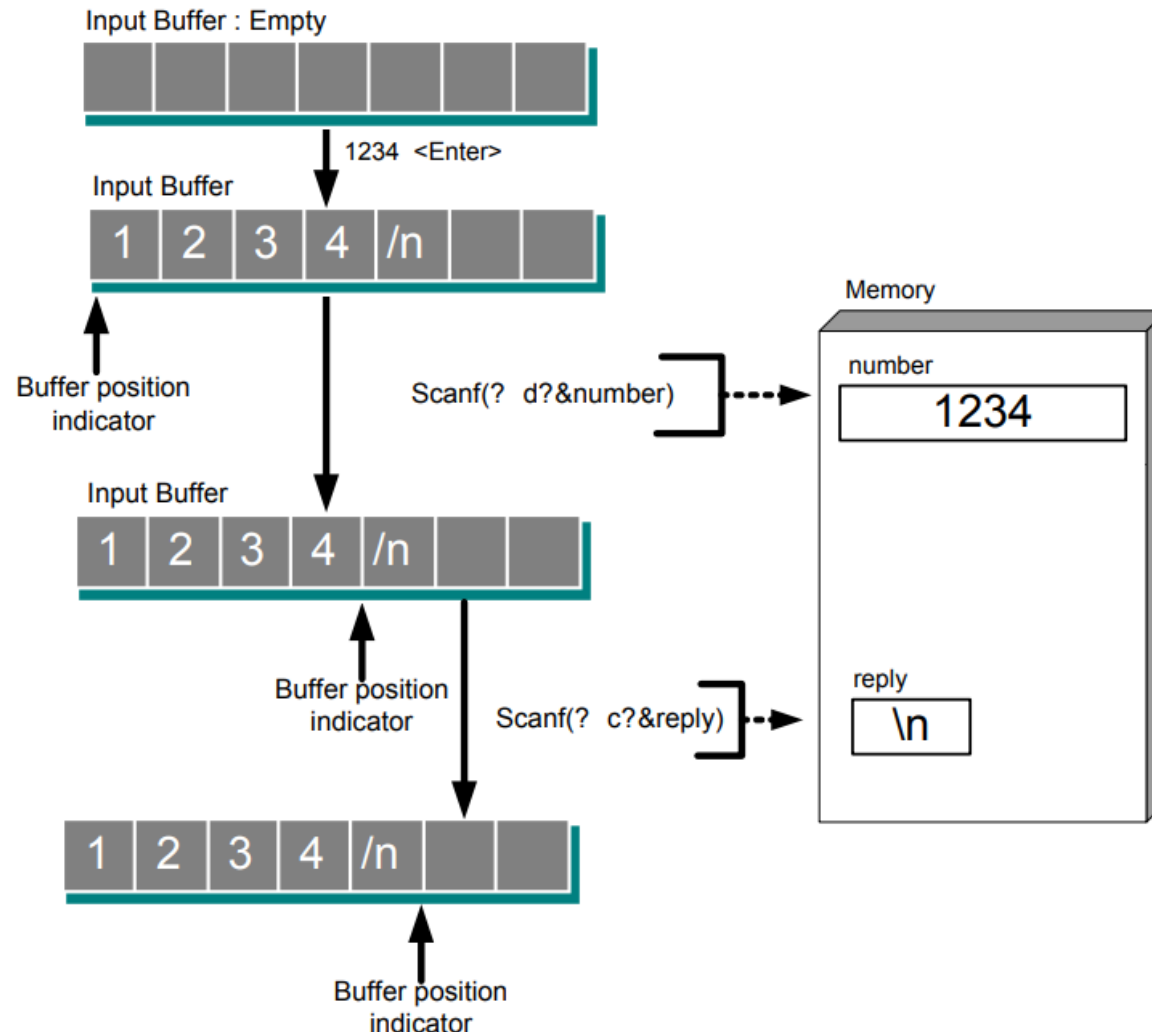 Input Buffer : Empty
1234 <Enter>
Input Buffer
1 2 3 4 /n
Buffer position
indicator
Memory
number
1234
Scanf(? d?&number)
Input Buffer
1 2 3 4 /n
Buffer position
indicator
reply
\n
Scanf(? c?&reply)
1 2 3 4 /n
Buffer position
indicator